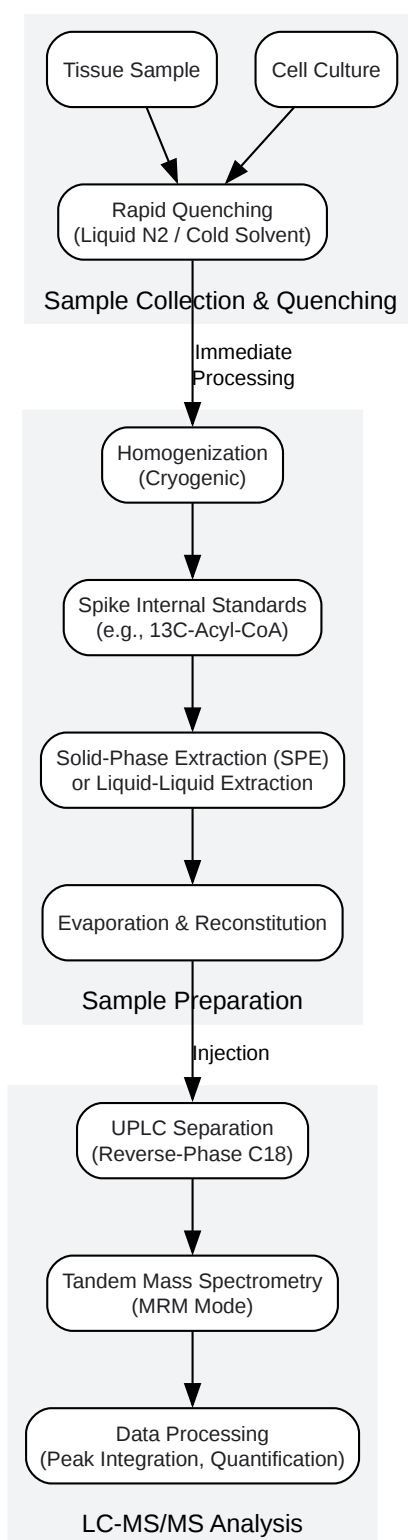 Tissue Sample
Cell Culture
Rapid Quenching
(Liquid N2 / Cold Solvent)
Sample Collection & Quenching
Immediate
Processing
Homogenization
(Cryogenic)
Spike Internal Standards
(e.g., 13C-Acyl-CoA)
Solid-Phase Extraction (SPE)
or Liquid-Liquid Extraction
Evaporation & Reconstitution
Sample Preparation
Injection
UPLC Separation
(Reverse-Phase C18)
Tandem Mass Spectrometry
(MRM Mode)
Data Processing
(Peak Integration, Quantification)
LC-MS/MS Analysis